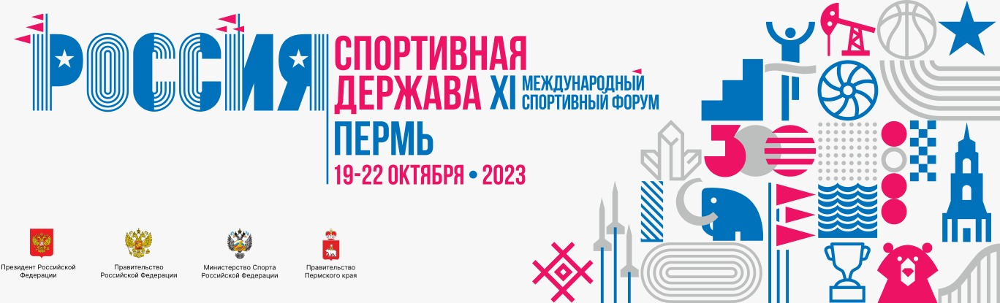 РОССИЯ
СПОРТИВНАЯ
ДЕРЖАВА XI
МЕЖДУНАРОДНЫЙ
СПОРТИВНЫЙ ФОРУМ
ПЕРМЬ
19-22 ОКТЯБРЯ • 2023
300
Президент Российской
Федерации
Правительство
Российской Федерации
Министерство Спорта
Российской Федерации
Правительство
Пермского края